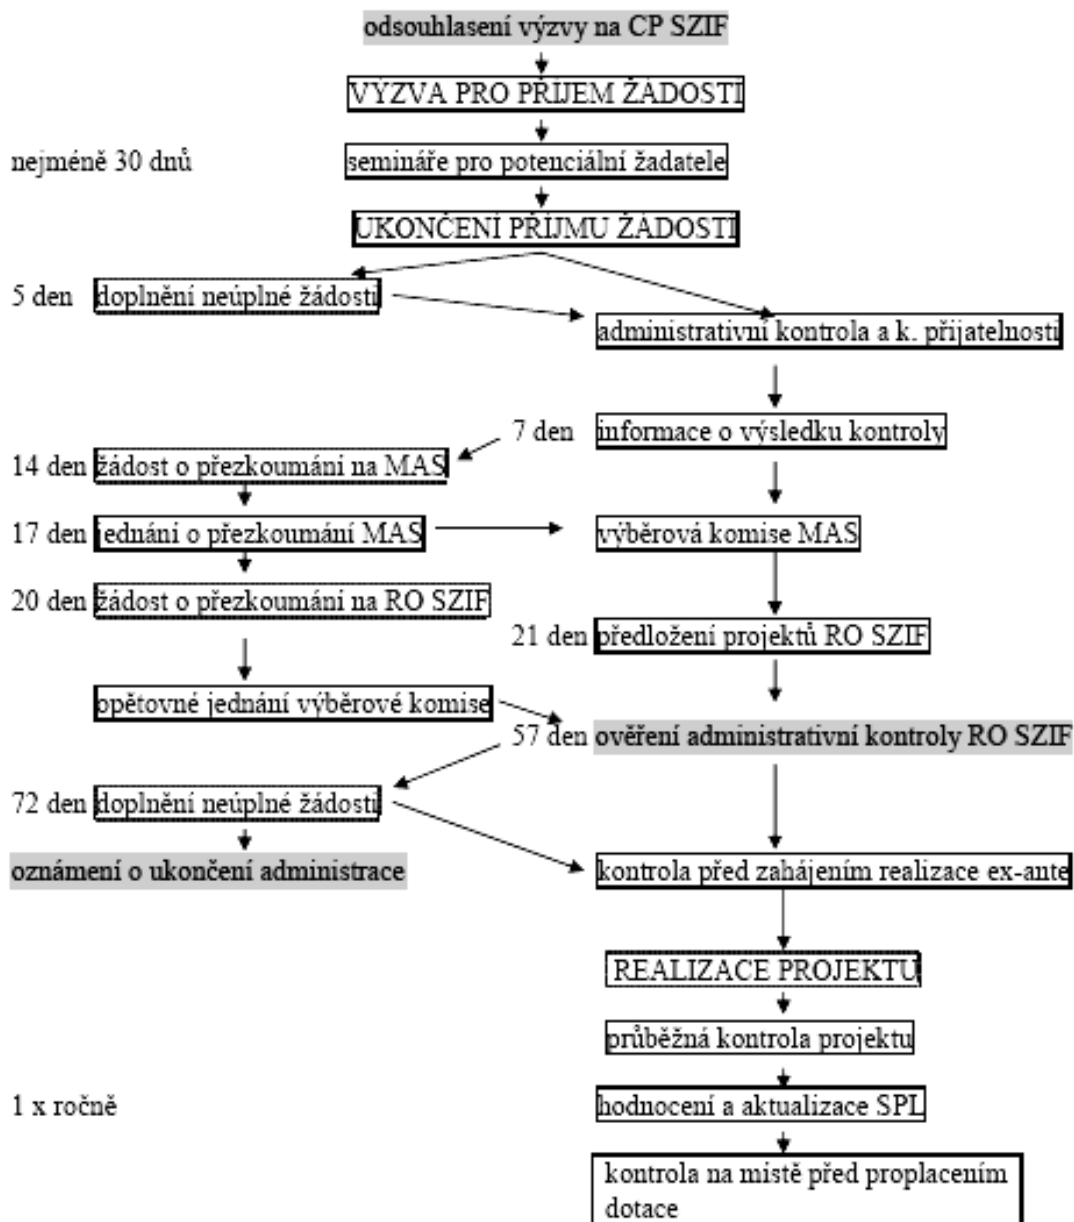 odsouhlasení výzvy na CP SZIF
VÝZVA PRO PŘÍJEM ŽÁDOSTÍ
nejméně 30 dnů
semináře pro potenciální žadatele
UKONČENÍ PŘÍJMU ŽÁDOSTÍ
5 den
doplnění neúplné žádosti
administrativní kontrola a k. přijatelnosti
7 den
informace o výsledku kontroly
14 den
žádost o přezkoumání na MAS
17 den
jednání o přezkoumání MAS
výběrová komise MAS
20 den
žádost o přezkoumání na RO SZIF
21 den
předložení projektů RO SZIF
opětovné jednání výběrové komise
57 den
ověření administrativní kontroly RO SZIF
72 den
doplnění neúplné žádosti
oznámení o ukončení administrace
kontrola před zahájením realizace ex-ante
REALIZACE PROJEKTU
průběžná kontrola projektu
1 x ročně
hodnocení a aktualizace SPL
kontrola na místě před proplacením
dotace